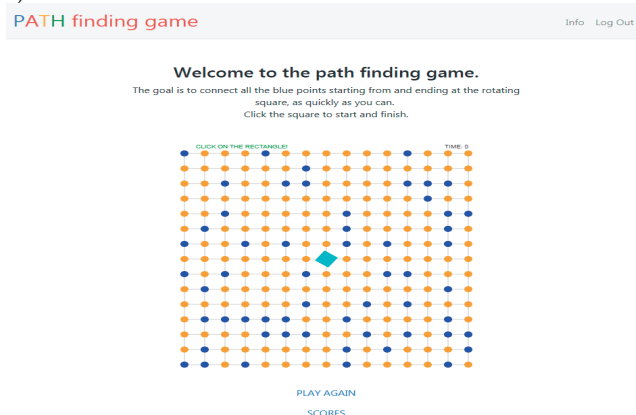 PATH finding game
Info Log Out
Welcome to the path finding game.
The goal is to connect all the blue points starting from and ending at the rotating
square, as quickly as you can.
Click the square to start and finish.
CLICK ON THE RECTANGLE!
TIME: 0
PLAY AGAIN
SCORES